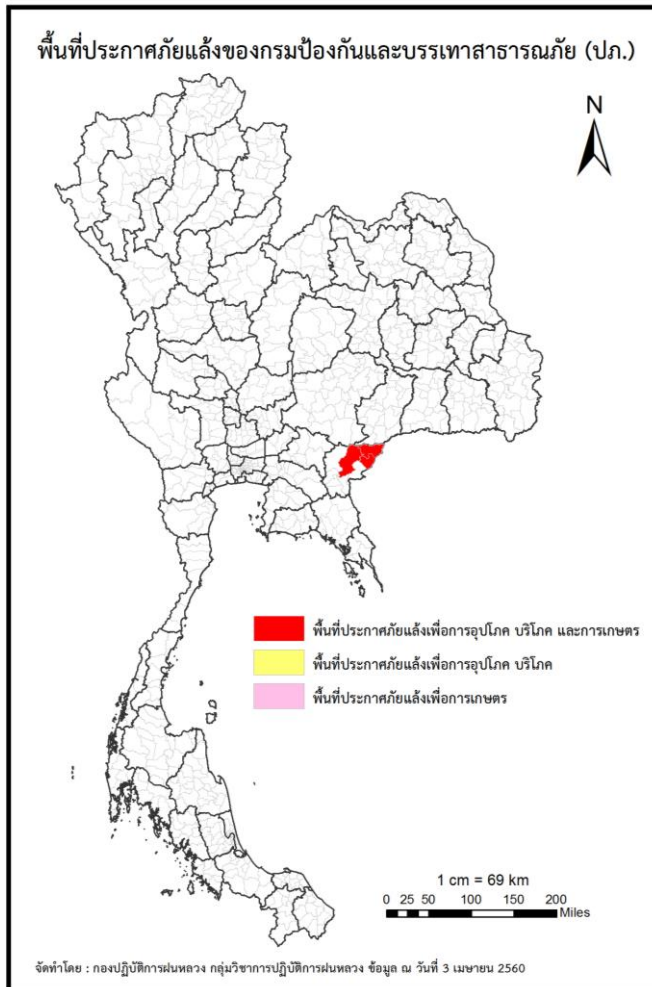 พื้นที่ประกาศภัยแล้งของกรมป้องกันและบรรเทาสาธารณภัย (ปภ.)
N
พื้นที่ประกาศภัยแล้งเพื่อการอุปโภค บริโภค และการเกษตร
พื้นที่ประกาศภัยแล้งเพื่อการอุปโภค บริโภค
พื้นที่ประกาศภัยแล้งเพื่อการเกษตร
1 cm = 69 km
0 25 50 100 150 200
Miles
จัดทำโดย : กองปฏิบัติการฝนหลวง กลุ่มวิชาการปฏิบัติการฝนหลวง ข้อมูล ณ วันที่ 3 เมษายน 2560